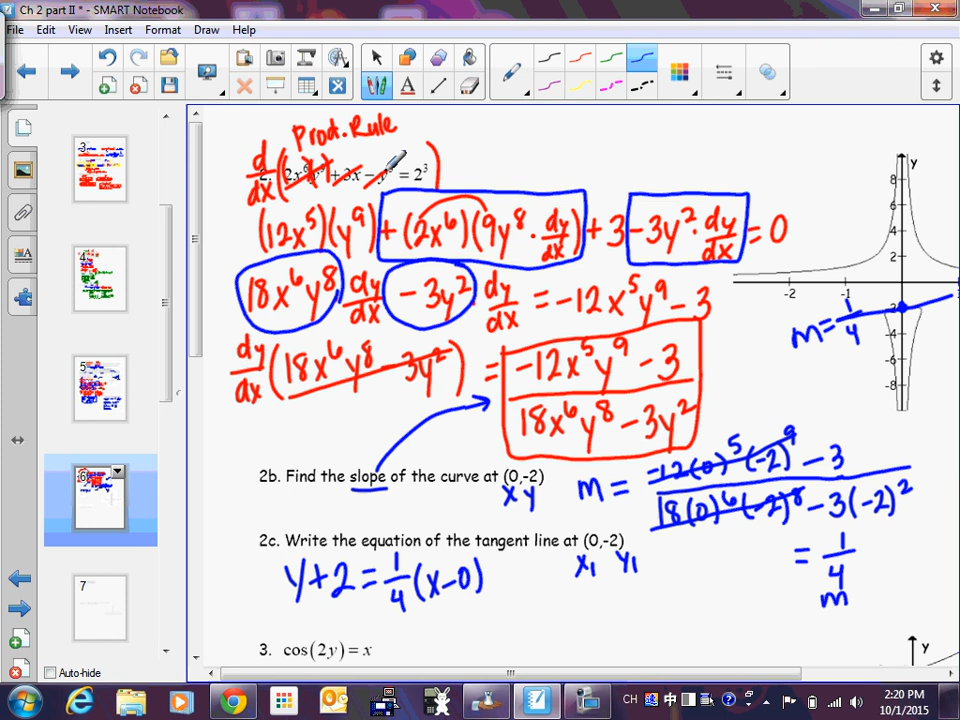 Ch 2 part II * - SMART Notebook
File Edit View Insert Format Draw Help
3
4
5
6
7
Auto-hide
Prod. Rule
d/dx (2x⁶y⁹ + 3x − y³ = 2³)
(12x⁵)(y⁹) + (2x⁶)(9y⁸ · dy/dx) + 3 − 3y² · dy/dx = 0
18x⁶y⁸ dy/dx − 3y² dy/dx = −12x⁵y⁹ − 3
dy/dx (18x⁶y⁸ − 3y²) = (−12x⁵y⁹ − 3)/(18x⁶y⁸ − 3y²)
y
8
6
4
2
-2 -1
-2
-4
-6
-8
m = 1/4
2b. Find the slope of the curve at (0,-2)
x y
m = (−12(0)⁵(−2)⁹ − 3)/(18(0)⁶(−2)⁸ − 3(−2)²)
= 1/4
m
2c. Write the equation of the tangent line at (0,-2)
x₁ y₁
y + 2 = 1/4 (x − 0)
3. cos(2y) = x
y
CH 中
2:20 PM
10/1/2015